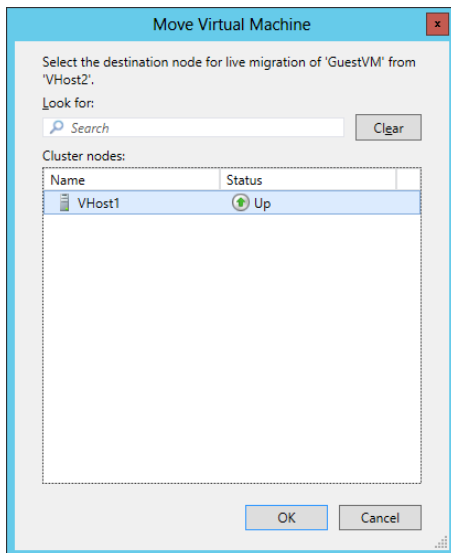 Move Virtual Machine
x
Select the destination node for live migration of 'GuestVM' from
'VHost2'.
Look for:
Search
Clear
Cluster nodes:
Name Status
VHost1 Up
OK Cancel